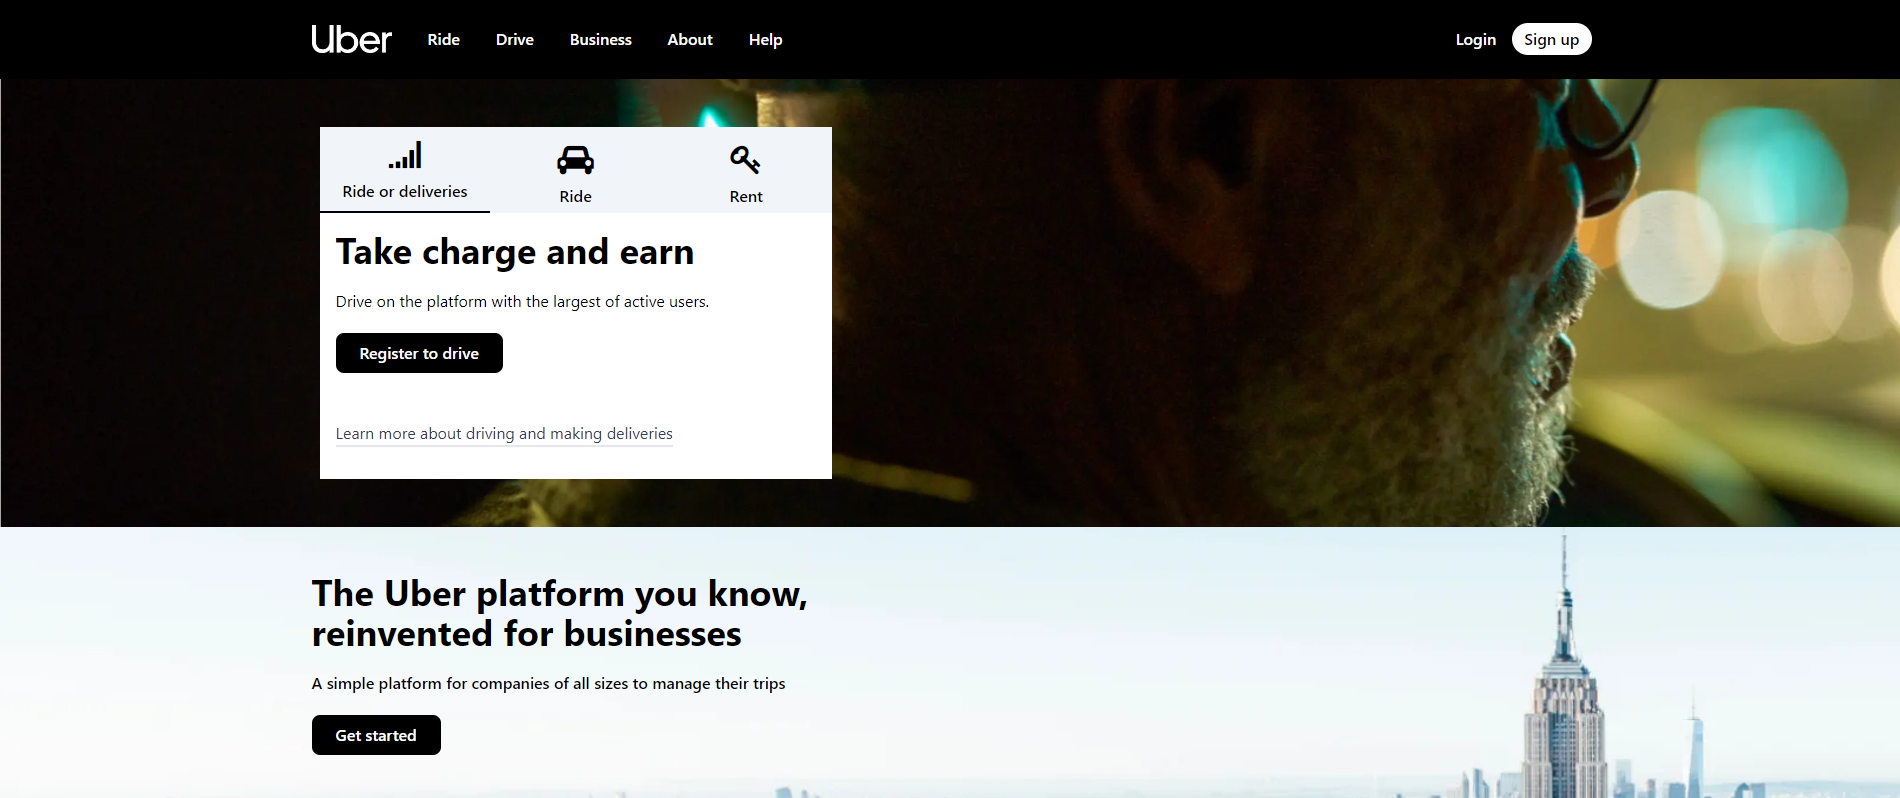 Uber Ride Drive Business About Help Login Sign up
Ride or deliveries Ride Rent
Take charge and earn
Drive on the platform with the largest of active users.
Register to drive
Learn more about driving and making deliveries
The Uber platform you know,
reinvented for businesses
A simple platform for companies of all sizes to manage their trips
Get started